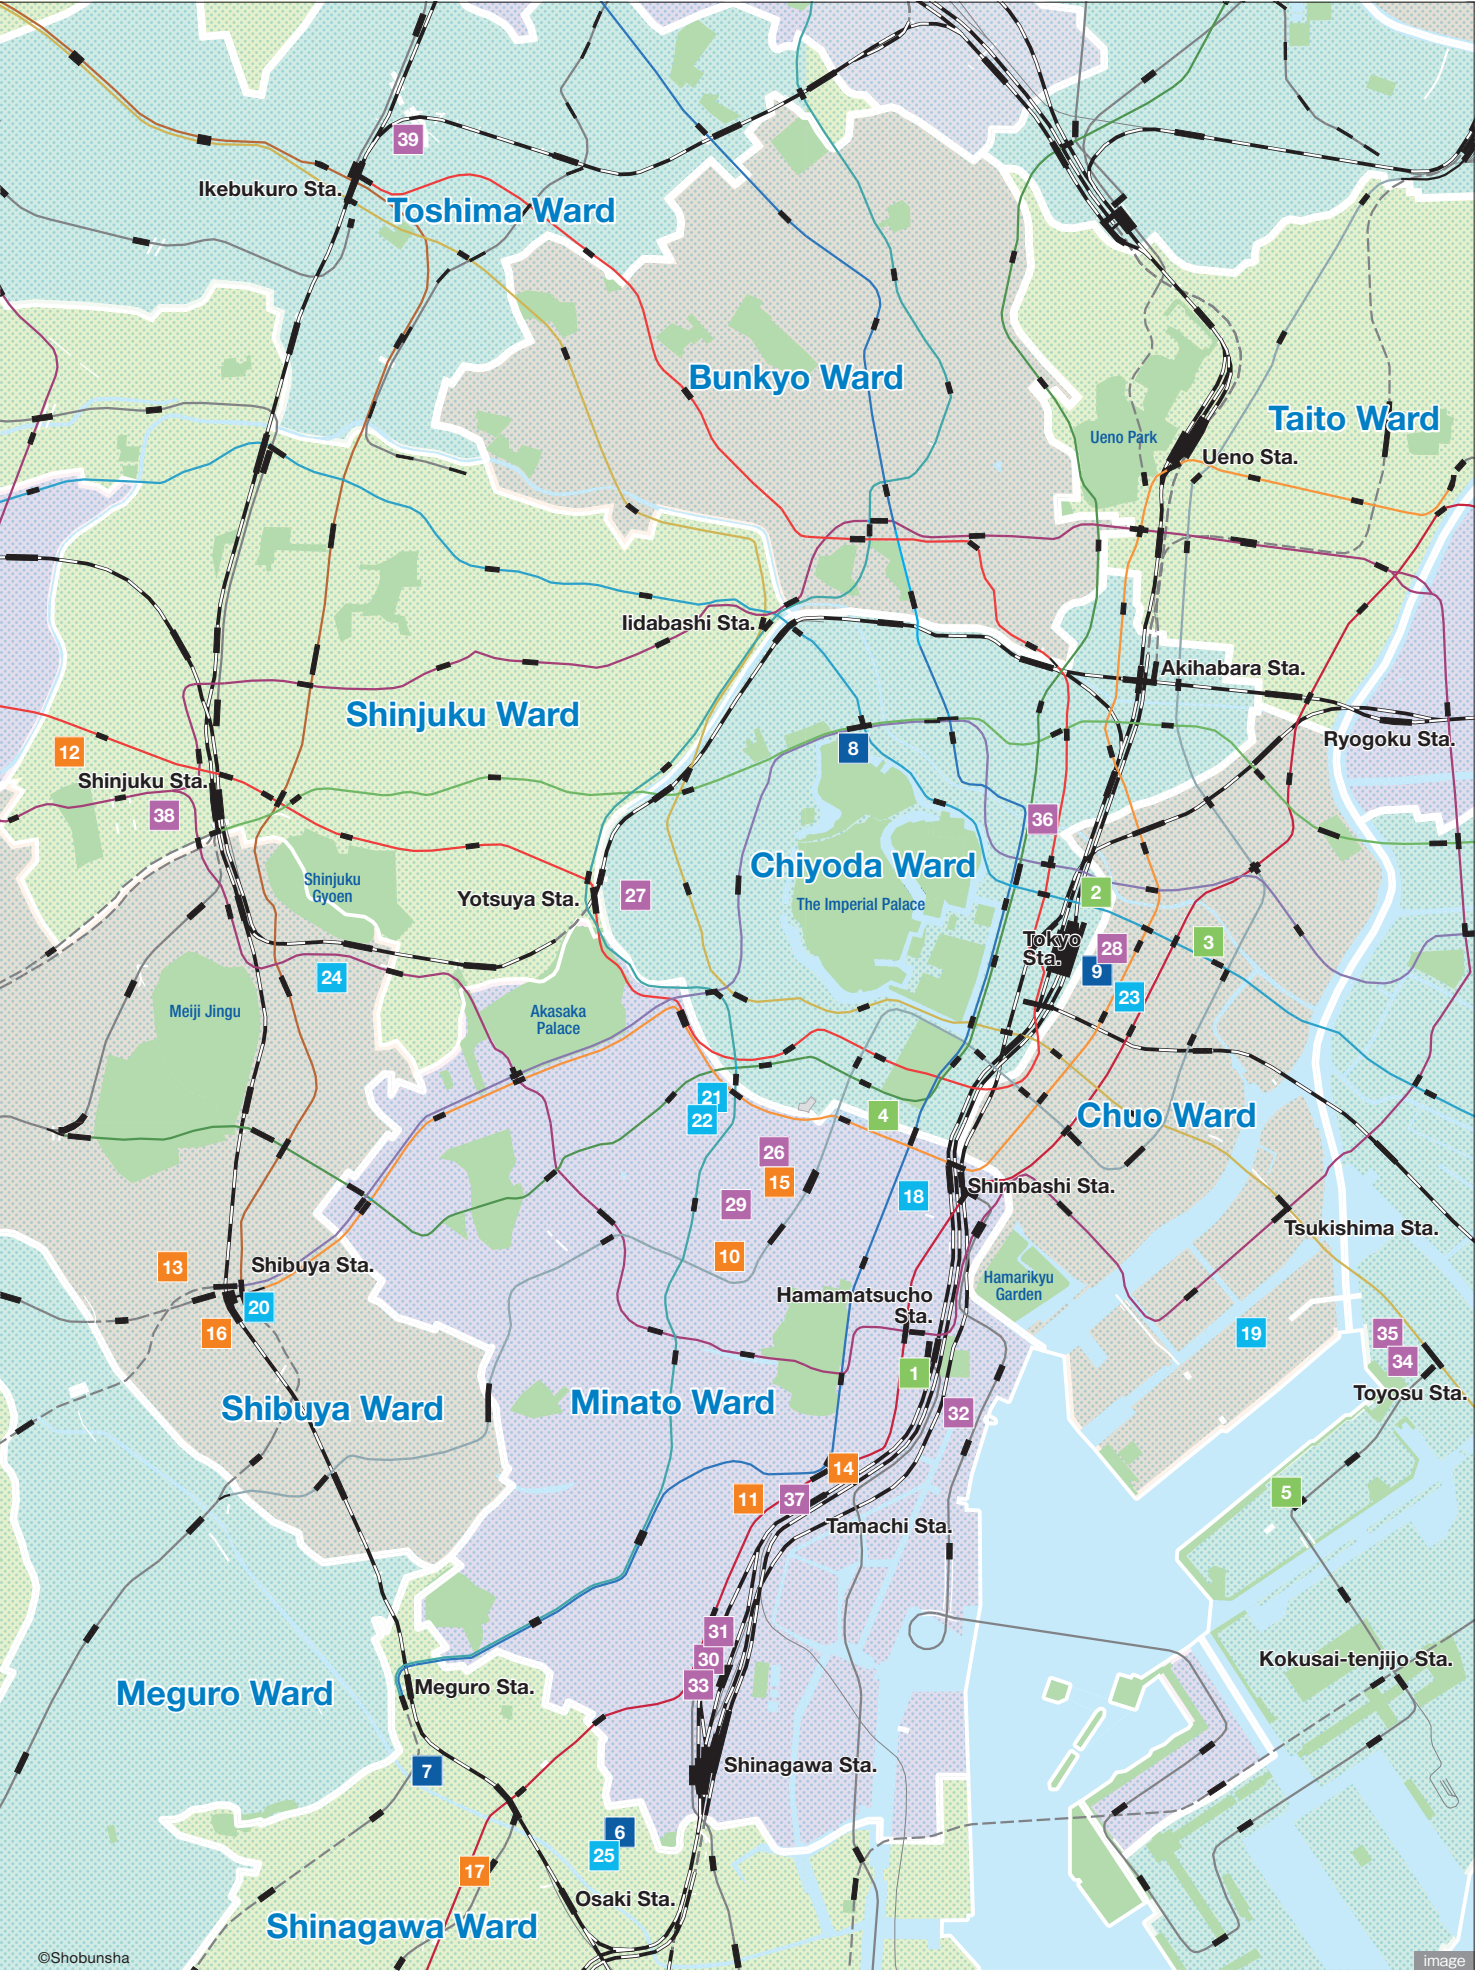 39
Ikebukuro Sta.
Toshima Ward
Bunkyo Ward
Taito Ward
Ueno Park
Ueno Sta.
Iidabashi Sta.
Akihabara Sta.
Shinjuku Ward
12
8
Ryogoku Sta.
Shinjuku Sta.
38
36
Chiyoda Ward
Shinjuku
Gyoen
Yotsuya Sta.
27
2
The Imperial Palace
Tokyo
Sta.
28
3
9
24
23
Meiji Jingu
Akasaka
Palace
21
22
4
Chuo Ward
26
15
29
18
Shimbashi Sta.
Tsukishima Sta.
10
13
Shibuya Sta.
Hamarikyu
Garden
20
Hamamatsucho
Sta.
16
19
35
34
1
Toyosu Sta.
Shibuya Ward
Minato Ward
32
14
11
37
5
Tamachi Sta.
31
30
33
Kokusai-tenjijo Sta.
Meguro Ward
Meguro Sta.
7
Shinagawa Sta.
6
25
17
Osaki Sta.
Shinagawa Ward
©Shobunsha
image